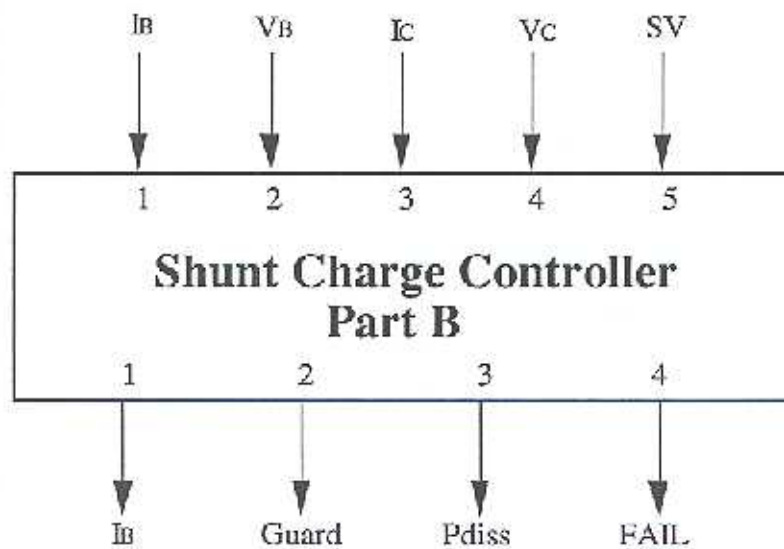 IB VB IC VC SV
1 2 3 4 5
Shunt Charge Controller
Part B
1 2 3 4
IB Guard Pdiss FAIL